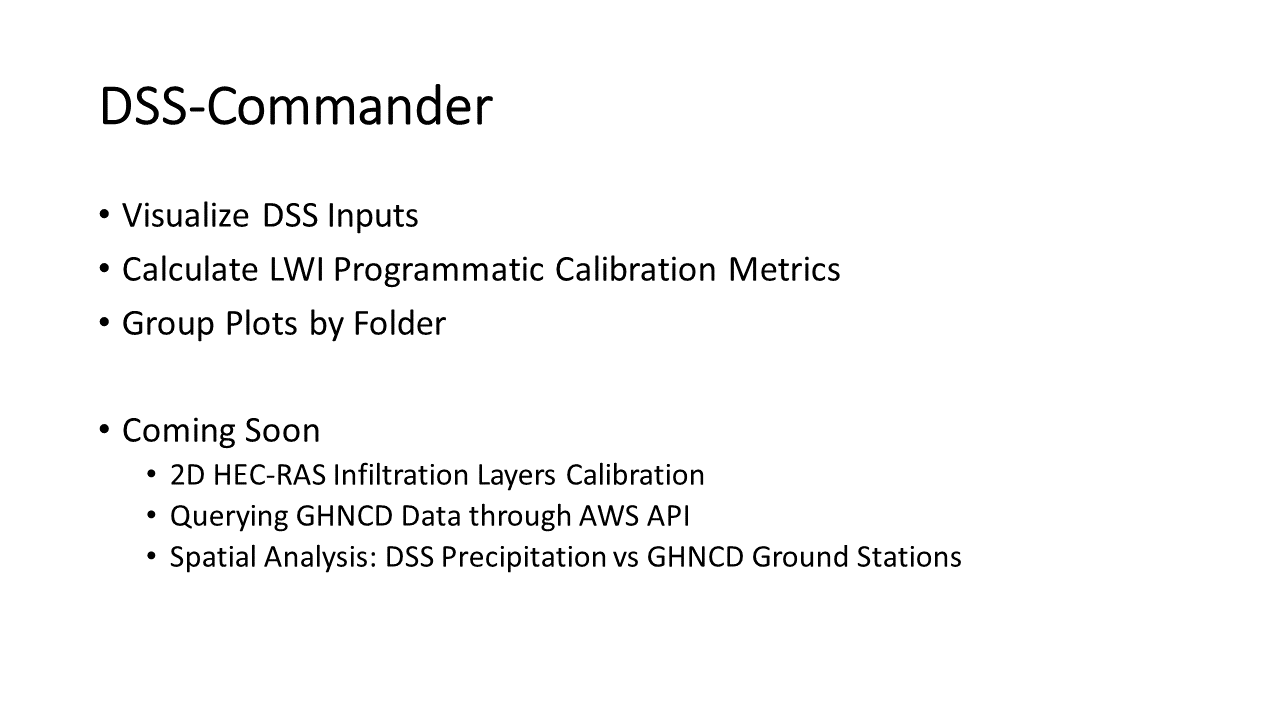 DSS-Commander
• Visualize DSS Inputs
• Calculate LWI Programmatic Calibration Metrics
• Group Plots by Folder
• Coming Soon
• 2D HEC-RAS Infiltration Layers Calibration
• Querying GHNCD Data through AWS API
• Spatial Analysis: DSS Precipitation vs GHNCD Ground Stations